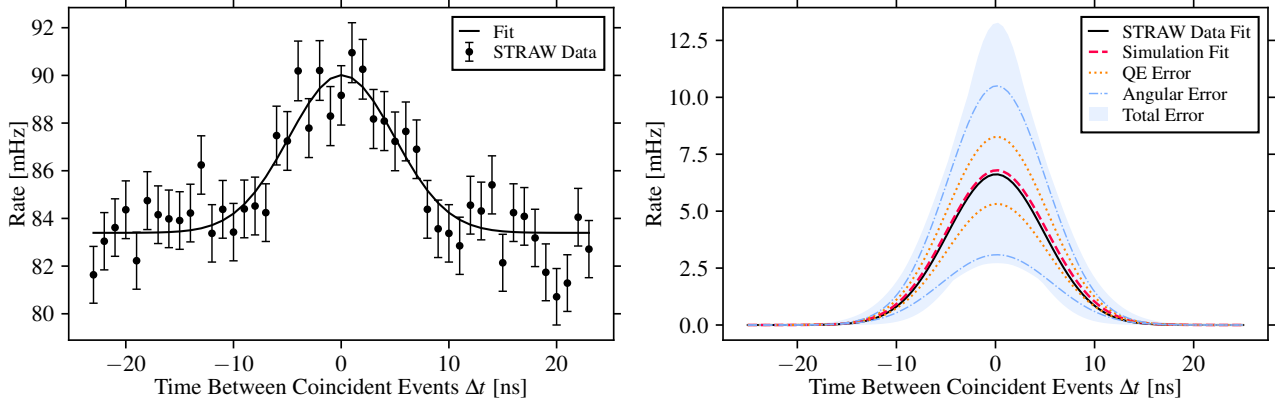 92
90
88
86
84
82
80
Rate [mHz]
Fit
STRAW Data
−20
−10
0
10
20
Time Between Coincident Events Δt [ns]
12.5
10.0
7.5
5.0
2.5
0.0
Rate [mHz]
STRAW Data Fit
Simulation Fit
QE Error
Angular Error
Total Error
−20
−10
0
10
20
Time Between Coincident Events Δt [ns]